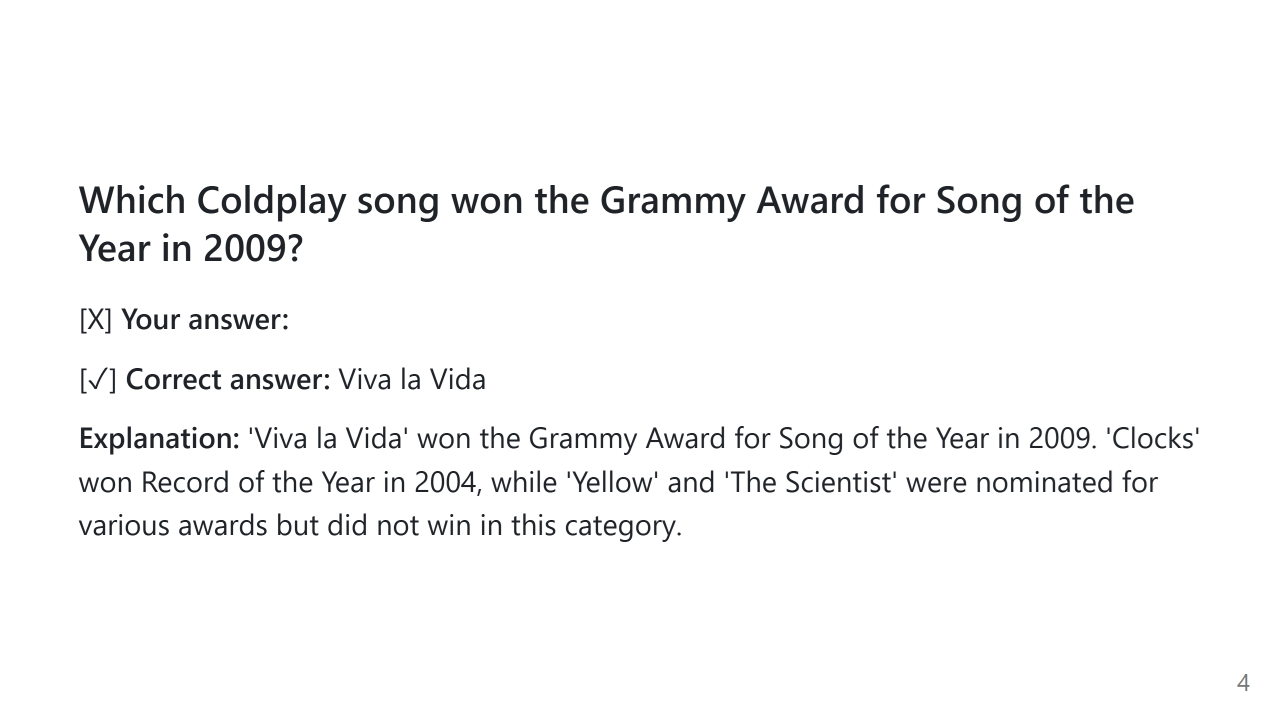 Which Coldplay song won the Grammy Award for Song of the
Year in 2009?
[X] Your answer:
[✓] Correct answer: Viva la Vida
Explanation: 'Viva la Vida' won the Grammy Award for Song of the Year in 2009. 'Clocks'
won Record of the Year in 2004, while 'Yellow' and 'The Scientist' were nominated for
various awards but did not win in this category.
4